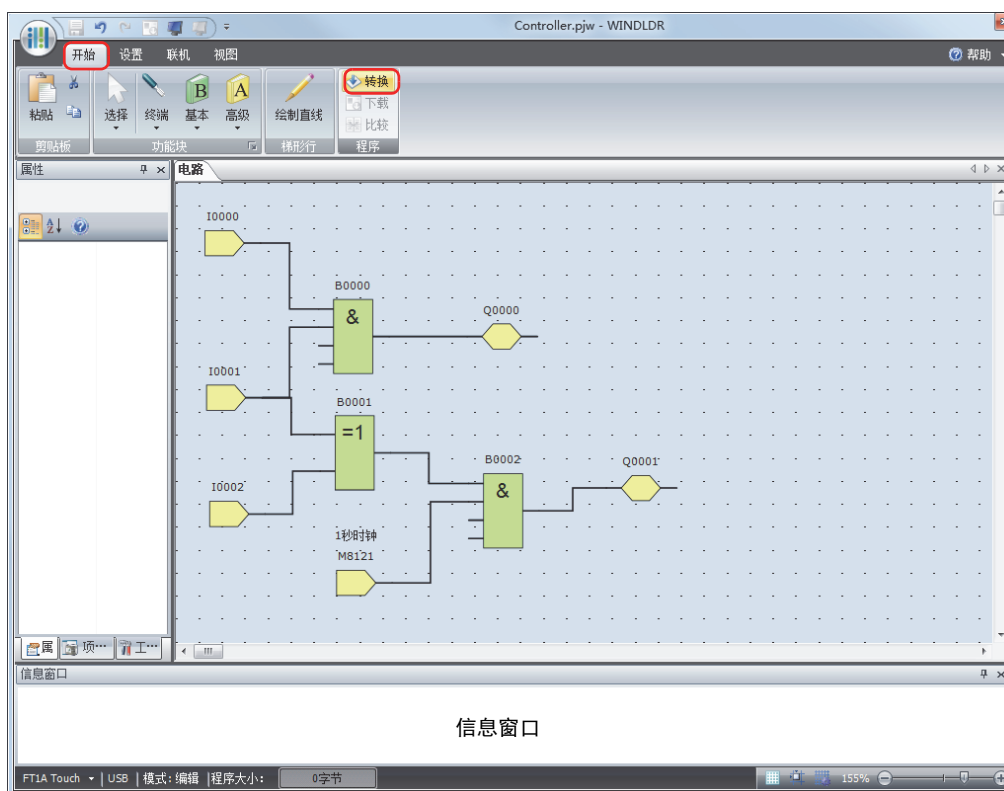 Controller.pjw - WINDLDR
开始 设置 联机 视图 帮助
粘贴 选择 终端 B 基本 A 高级 绘制直线 转换
下载
比较
剪贴板 功能块 梯形行 程序
属性 电路
I0000
B0000
& Q0000
I0001
B0001
=1
B0002 Q0001
I0002 &
1秒时钟
M8121
属 项… 工…
信息窗口
信息窗口
FT1A Touch | USB | 模式: 编辑 | 程序大小: 0字节 155%